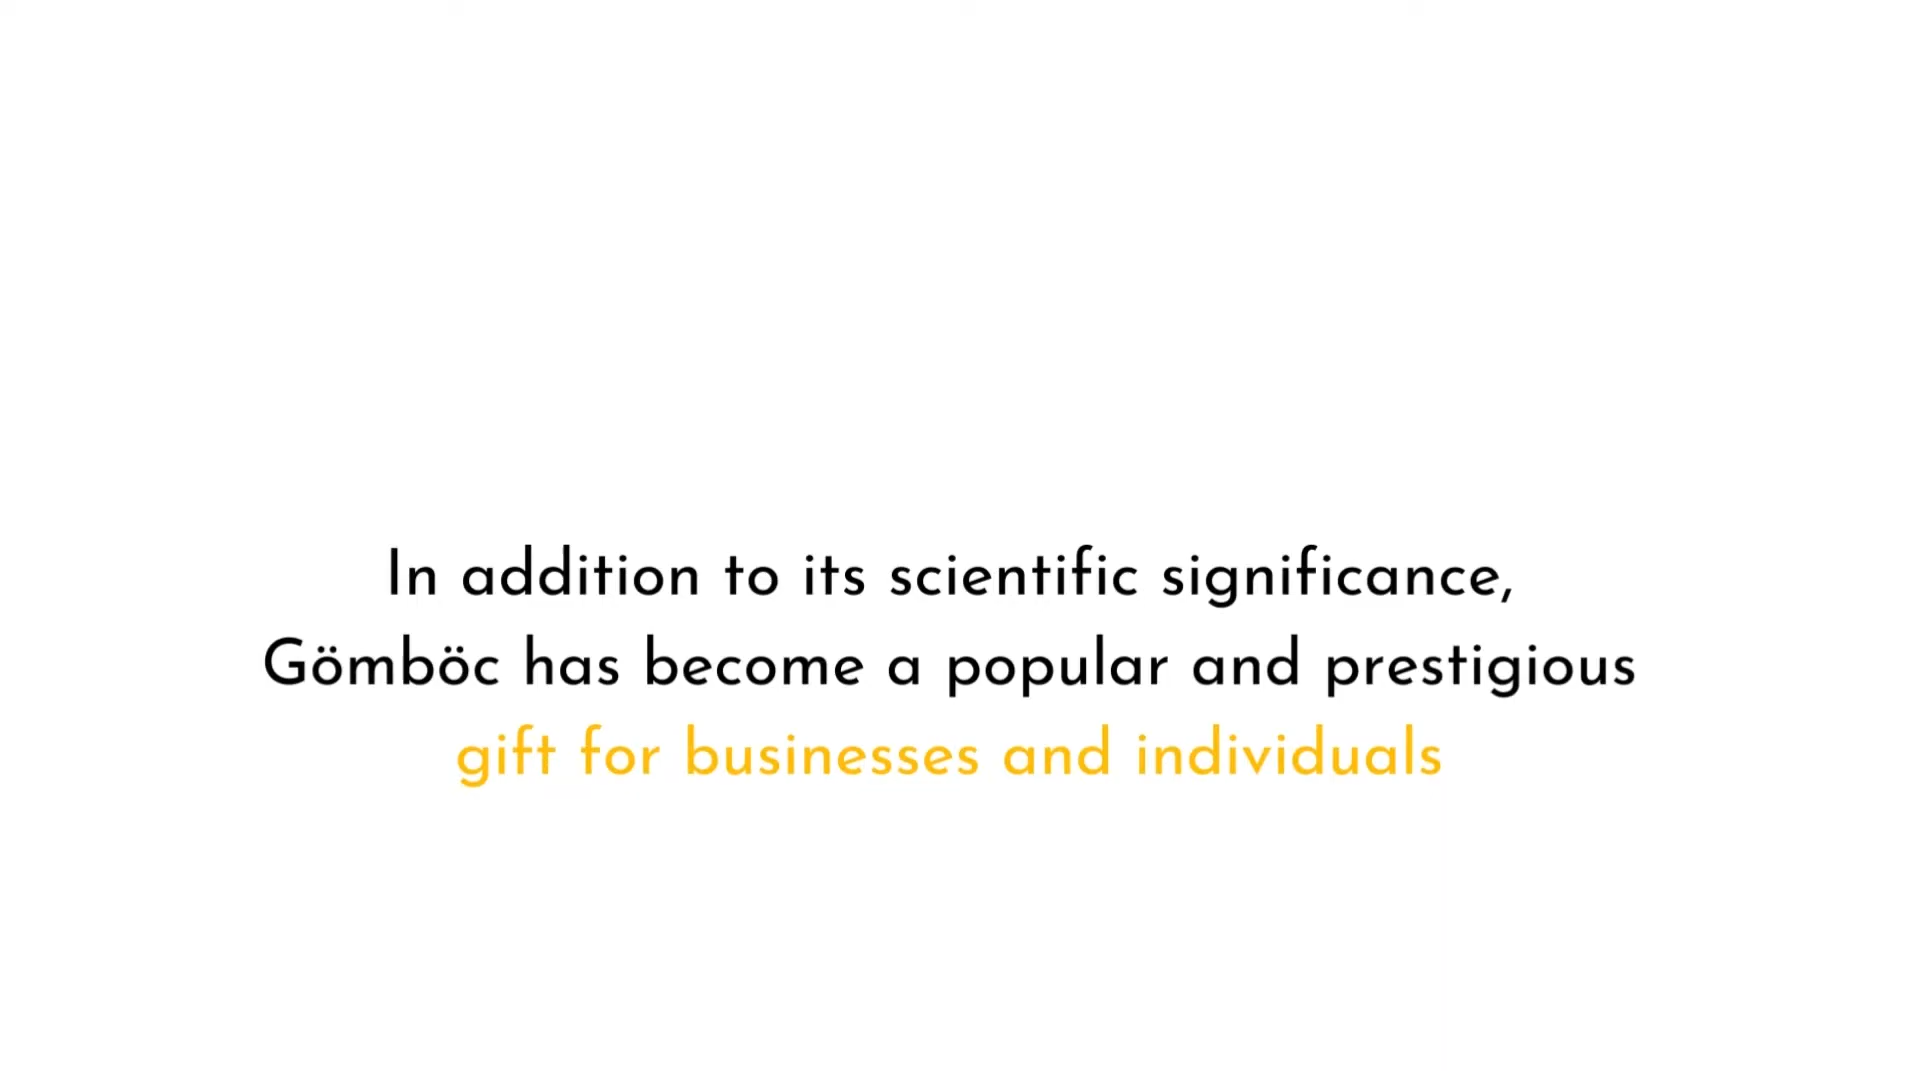 In addition to its scientific significance,
Gömböc has become a popular and prestigious
gift for businesses and individuals